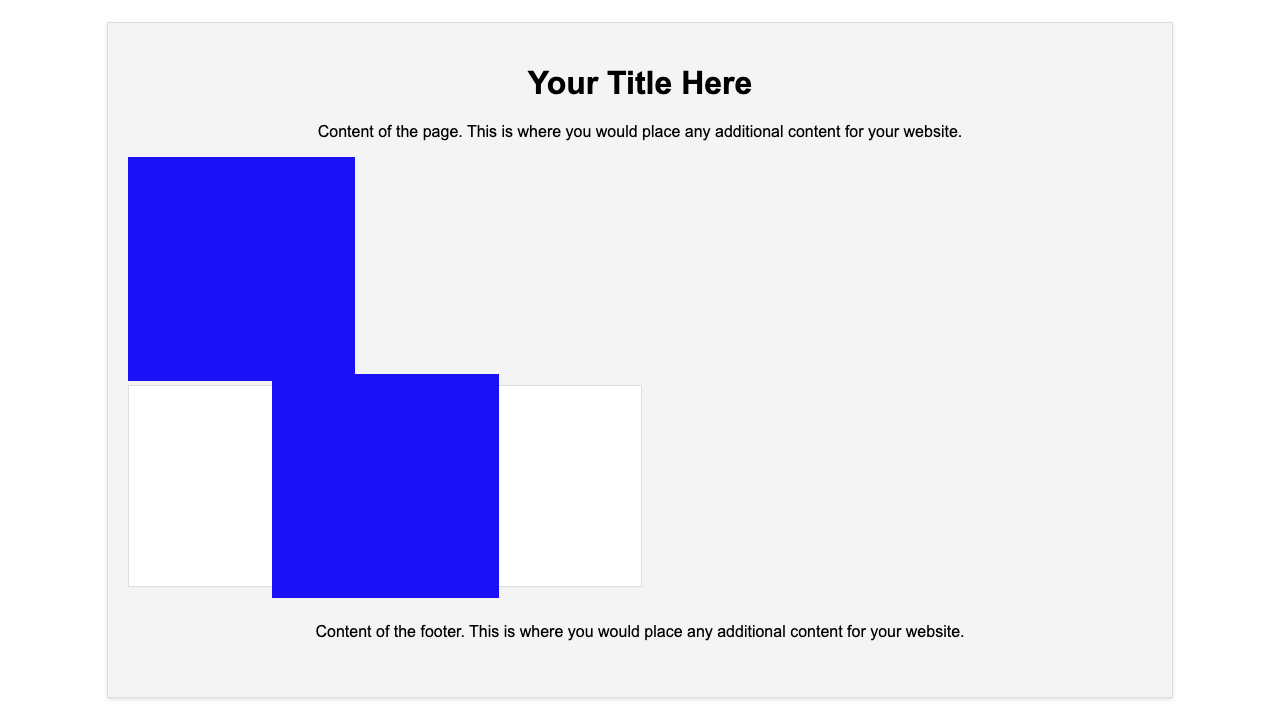 Your Title Here
Content of the page. This is where you would place any additional content for your website.
Content of the footer. This is where you would place any additional content for your website.